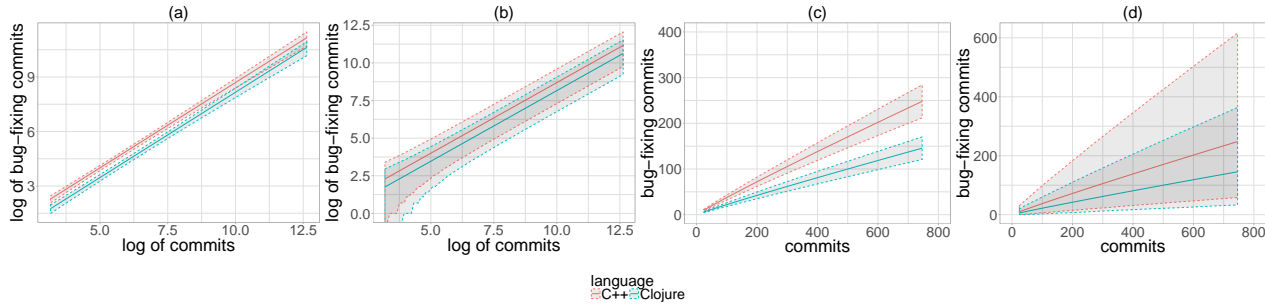 (a)
log of bug−fixing commits
9
6
3
5.0
7.5
10.0
12.5
log of commits
(b)
log of bug−fixing commits
12.5
10.0
7.5
5.0
2.5
0.0
5.0
7.5
10.0
12.5
log of commits
(c)
bug−fixing commits
400
300
200
100
0
0
200
400
600
800
commits
(d)
bug−fixing commits
600
400
200
0
0
200
400
600
800
commits
language
C++ Clojure